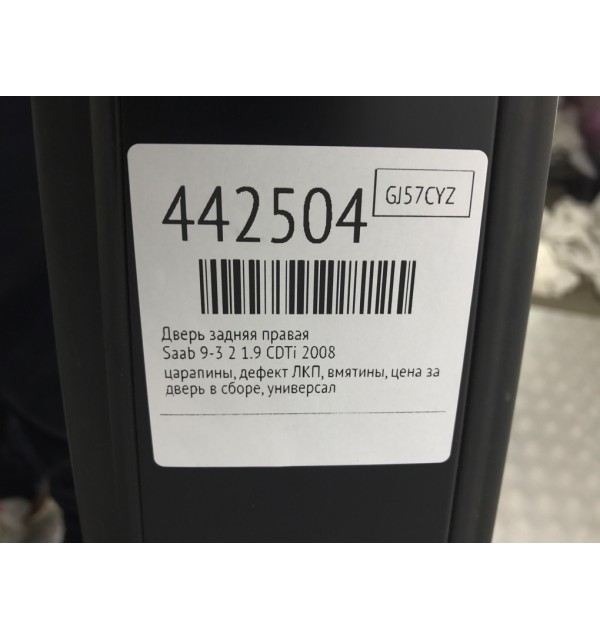 442504
GJ57CYZ
Дверь задняя правая
Saab 9-3 2 1.9 CDTi 2008
царапины, дефект ЛКП, вмятины, цена за
дверь в сборе, универсал